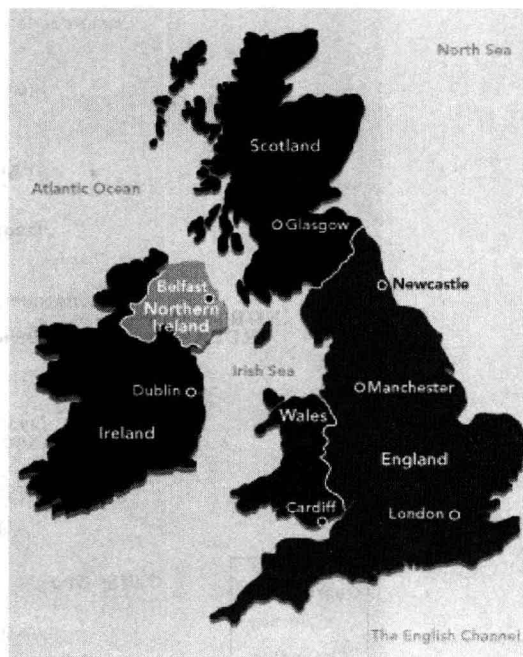 North Sea
Scotland
Atlantic Ocean
Glasgow
Belfast
Newcastle
Northern
Ireland
Irish Sea
Dublin
Manchester
Wales
Ireland
England
Cardiff
London
The English Channel